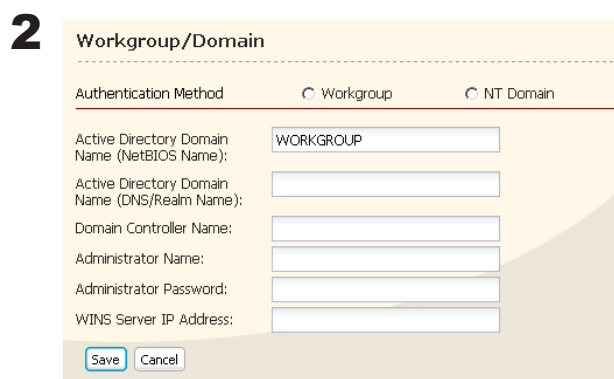 2
Workgroup/Domain
Authentication Method Workgroup NT Domain
Active Directory Domain
Name (NetBIOS Name):
WORKGROUP
Active Directory Domain
Name (DNS/Realm Name):
Domain Controller Name:
Administrator Name:
Administrator Password:
WINS Server IP Address:
Save Cancel